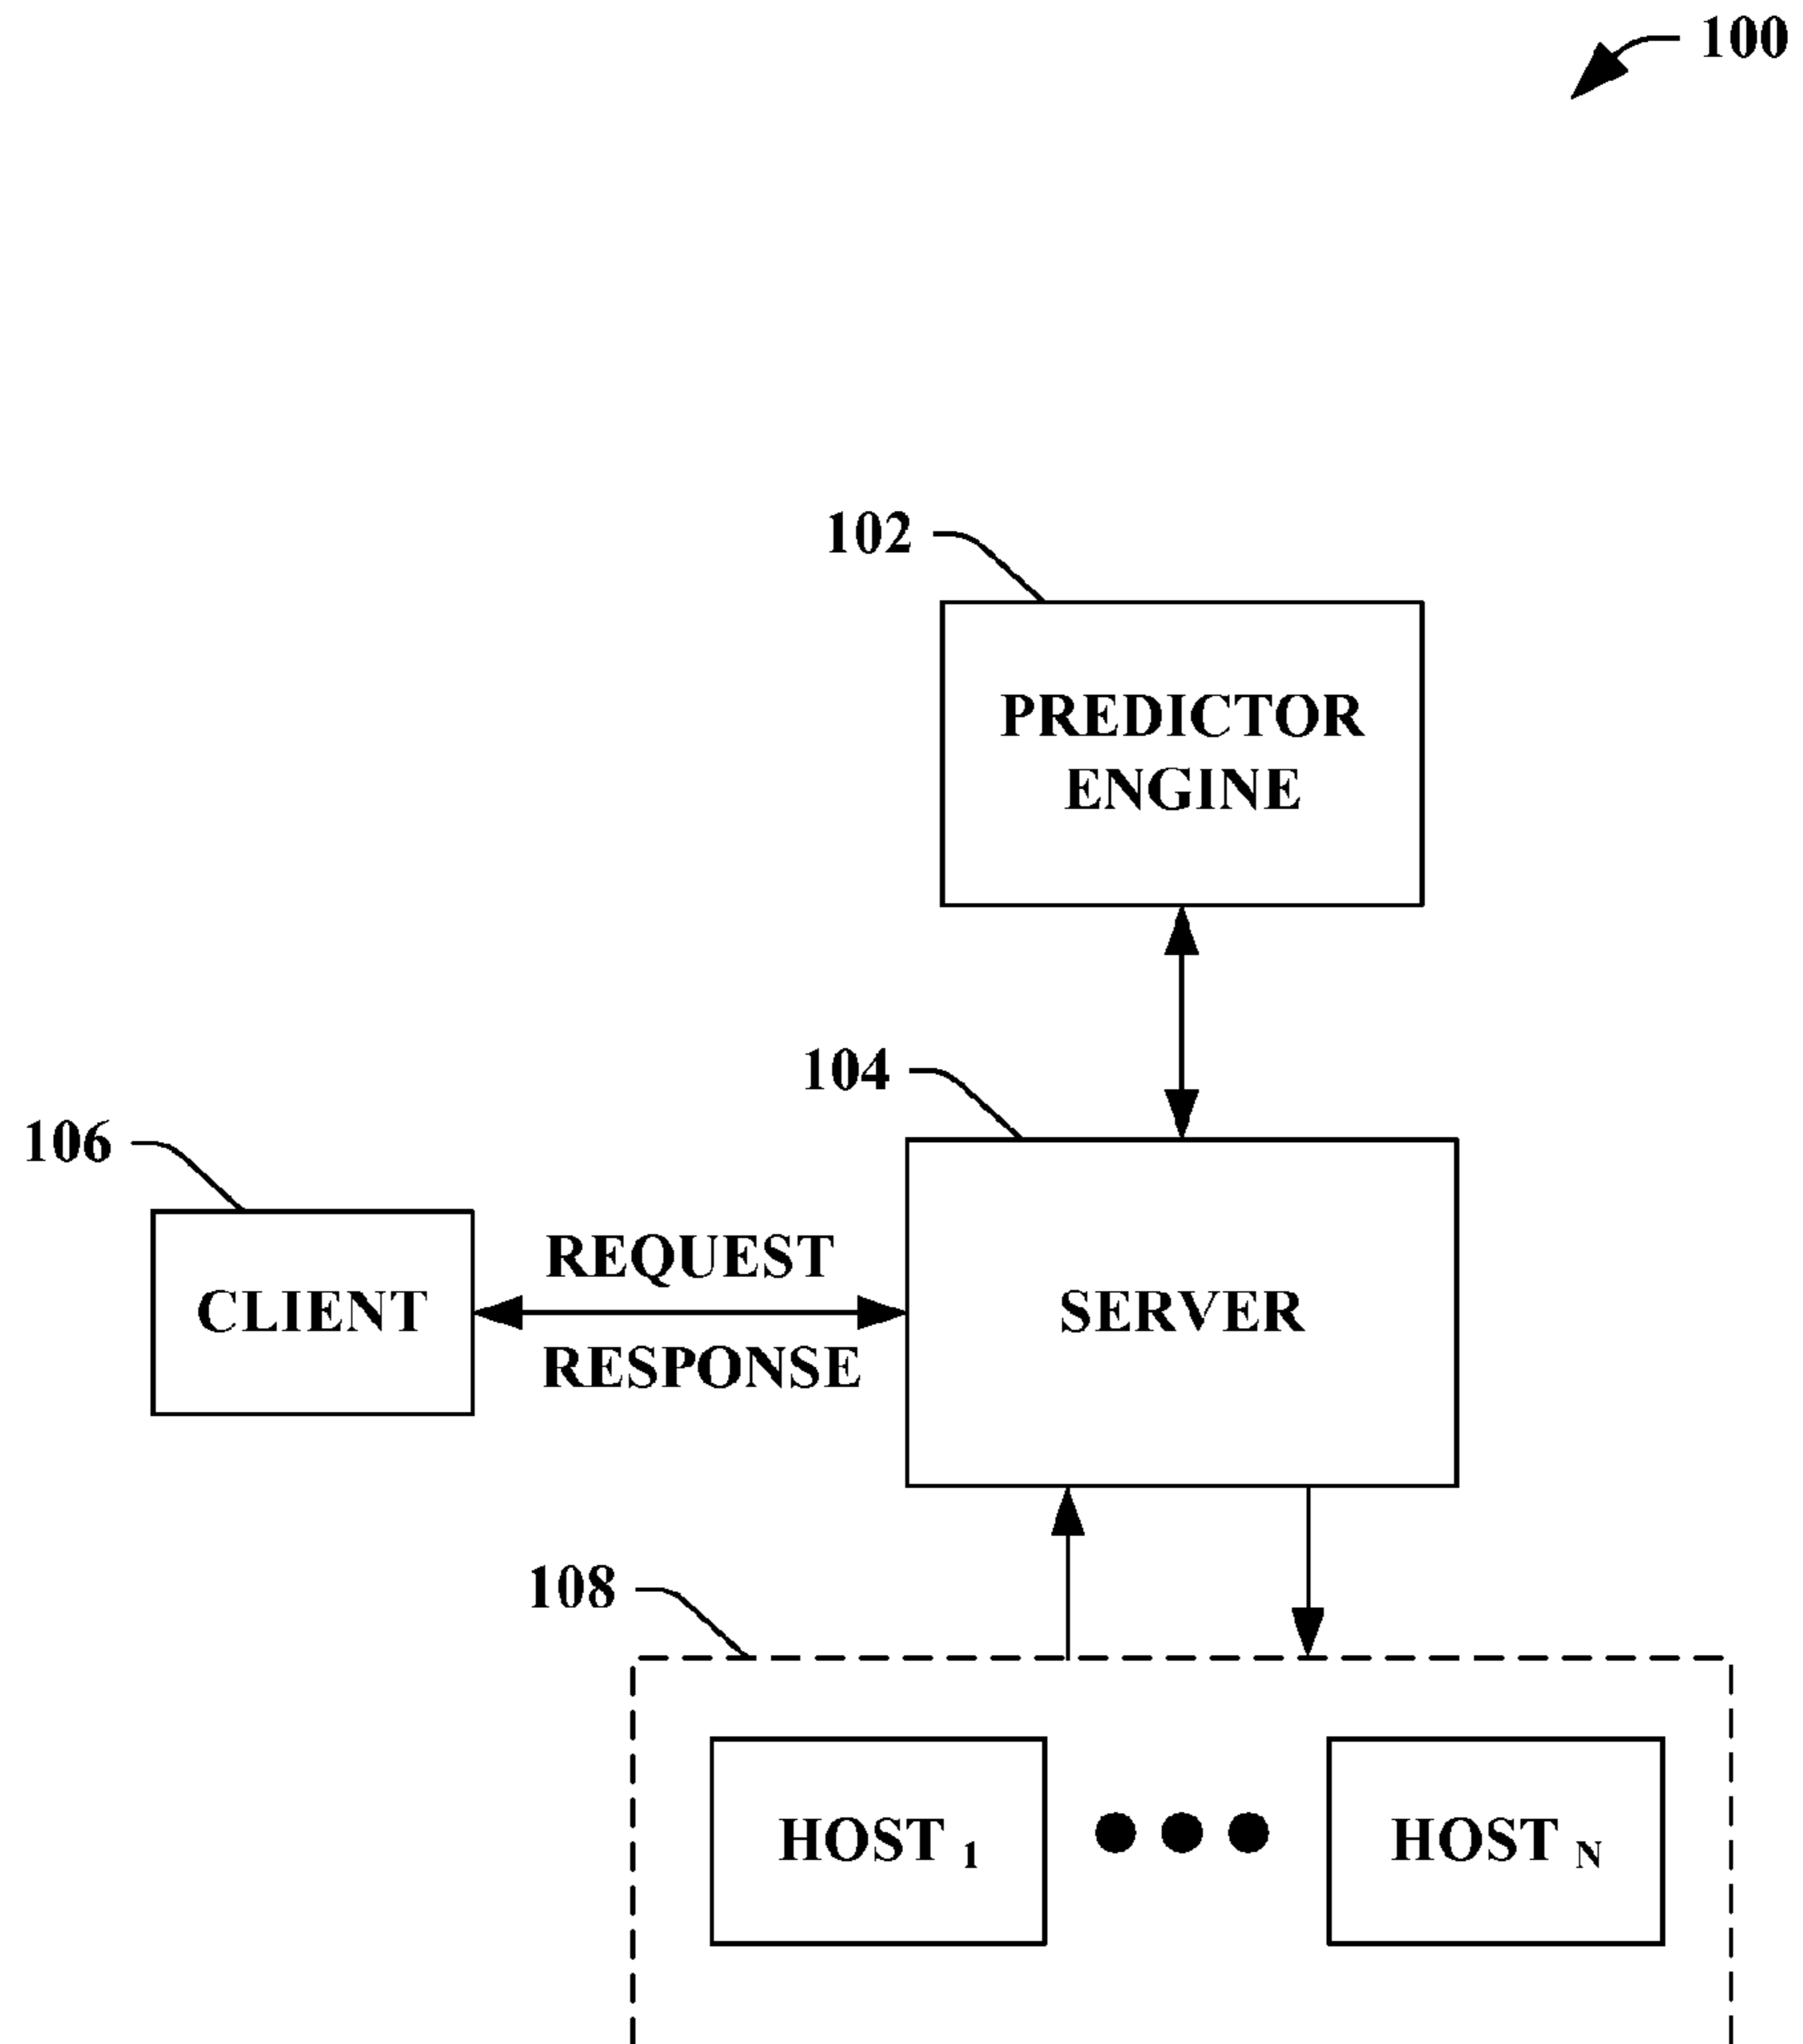 100
102
PREDICTOR
ENGINE
104
106
REQUEST
CLIENT
SERVER
RESPONSE
108
HOST 1
HOST N